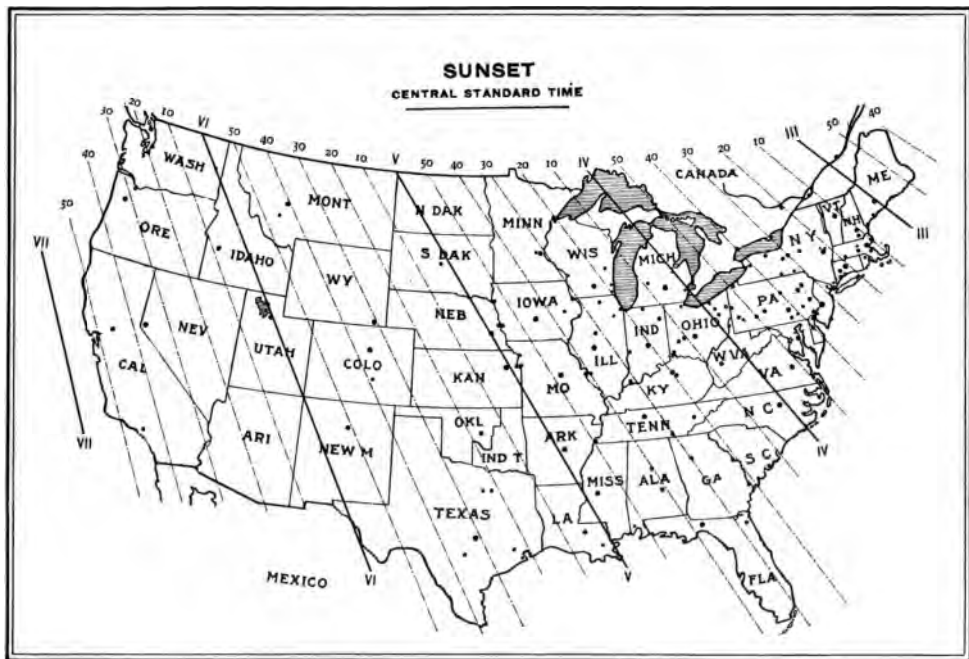 SUNSET
CENTRAL STANDARD TIME
30 20 10 VI 50 40 30 20 10 V 50 40 30 20 10 IV 50 40 30 20 10 III 50 40
40
50
VII
VII
CANADA
III
WASH
MONT
N DAK
MINN
ME
VT
NH
ORE
IDAHO
S DAK
WIS
MICH
N Y
WY
IOWA
PA
NEV
NEB
IND
OHIO
UTAH
COLO
ILL
W VA
CAL
KAN
MO
KY
VA
ARI
NEW M
OKL
IND T
ARK
TENN
N C
IV
S C
TEXAS
LA
MISS
ALA
GA
MEXICO
VI
V
FLA